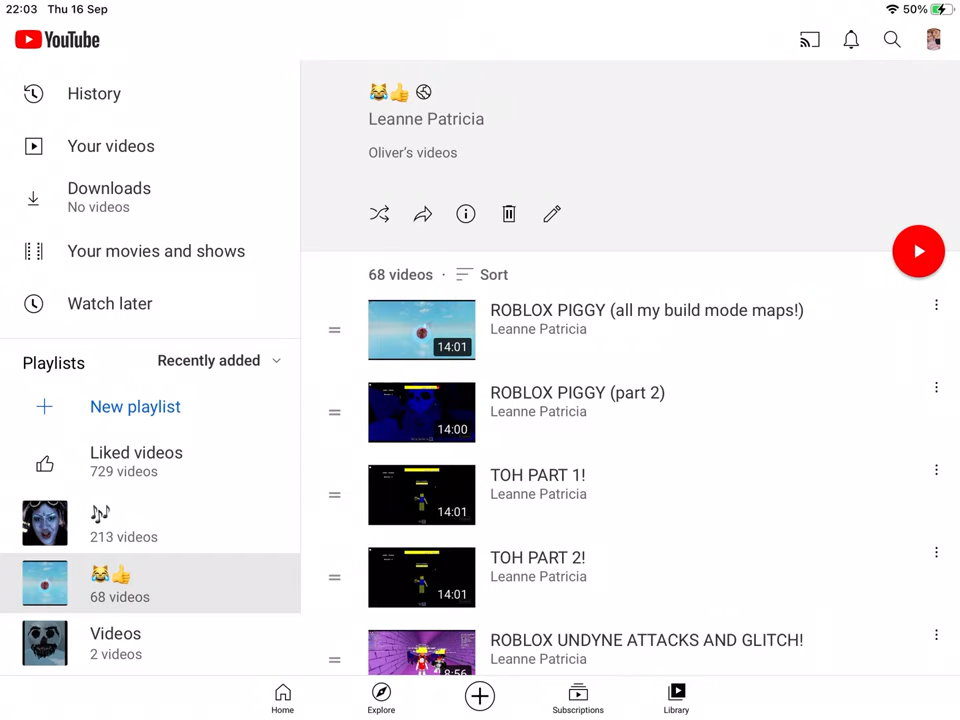 22:03 Thu 16 Sep
50%
YouTube
History
Your videos
Downloads
No videos
Your movies and shows
Watch later
Playlists
Recently added
New playlist
Liked videos
729 videos
🎶
213 videos
😹👍
68 videos
Videos
2 videos
😹👍
Leanne Patricia
Oliver's videos
68 videos · Sort
14:01
ROBLOX PIGGY (all my build mode maps!)
Leanne Patricia
14:00
ROBLOX PIGGY (part 2)
Leanne Patricia
14:01
TOH PART 1!
Leanne Patricia
14:01
TOH PART 2!
Leanne Patricia
8:56
ROBLOX UNDYNE ATTACKS AND GLITCH!
Leanne Patricia
Home
Explore
Subscriptions
Library